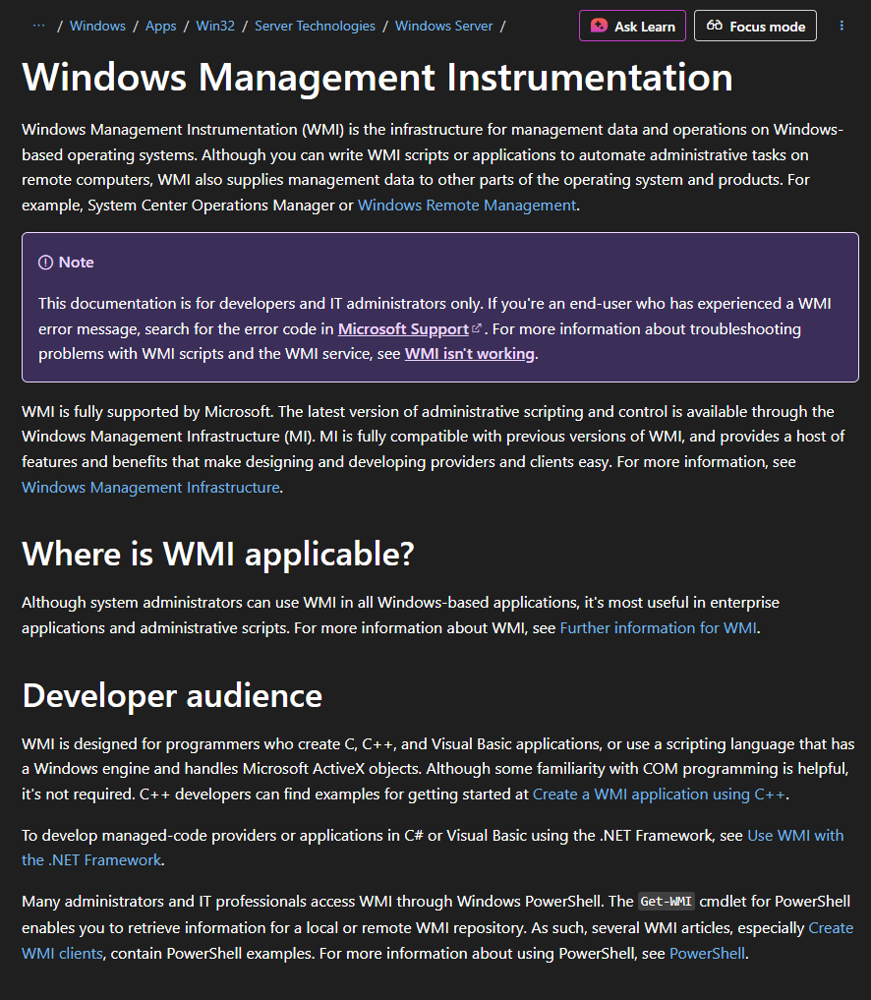 ··· / Windows / Apps / Win32 / Server Technologies / Windows Server /
Ask Learn
Focus mode
Windows Management Instrumentation
Windows Management Instrumentation (WMI) is the infrastructure for management data and operations on Windows-
based operating systems. Although you can write WMI scripts or applications to automate administrative tasks on
remote computers, WMI also supplies management data to other parts of the operating system and products. For
example, System Center Operations Manager or Windows Remote Management.
Note
This documentation is for developers and IT administrators only. If you're an end-user who has experienced a WMI
error message, search for the error code in Microsoft Support. For more information about troubleshooting
problems with WMI scripts and the WMI service, see WMI isn't working.
WMI is fully supported by Microsoft. The latest version of administrative scripting and control is available through the
Windows Management Infrastructure (MI). MI is fully compatible with previous versions of WMI, and provides a host of
features and benefits that make designing and developing providers and clients easy. For more information, see
Windows Management Infrastructure.
Where is WMI applicable?
Although system administrators can use WMI in all Windows-based applications, it's most useful in enterprise
applications and administrative scripts. For more information about WMI, see Further information for WMI.
Developer audience
WMI is designed for programmers who create C, C++, and Visual Basic applications, or use a scripting language that has
a Windows engine and handles Microsoft ActiveX objects. Although some familiarity with COM programming is helpful,
it's not required. C++ developers can find examples for getting started at Create a WMI application using C++.
To develop managed-code providers or applications in C# or Visual Basic using the .NET Framework, see Use WMI with
the .NET Framework.
Many administrators and IT professionals access WMI through Windows PowerShell. The Get-WMI cmdlet for PowerShell
enables you to retrieve information for a local or remote WMI repository. As such, several WMI articles, especially Create
WMI clients, contain PowerShell examples. For more information about using PowerShell, see PowerShell.